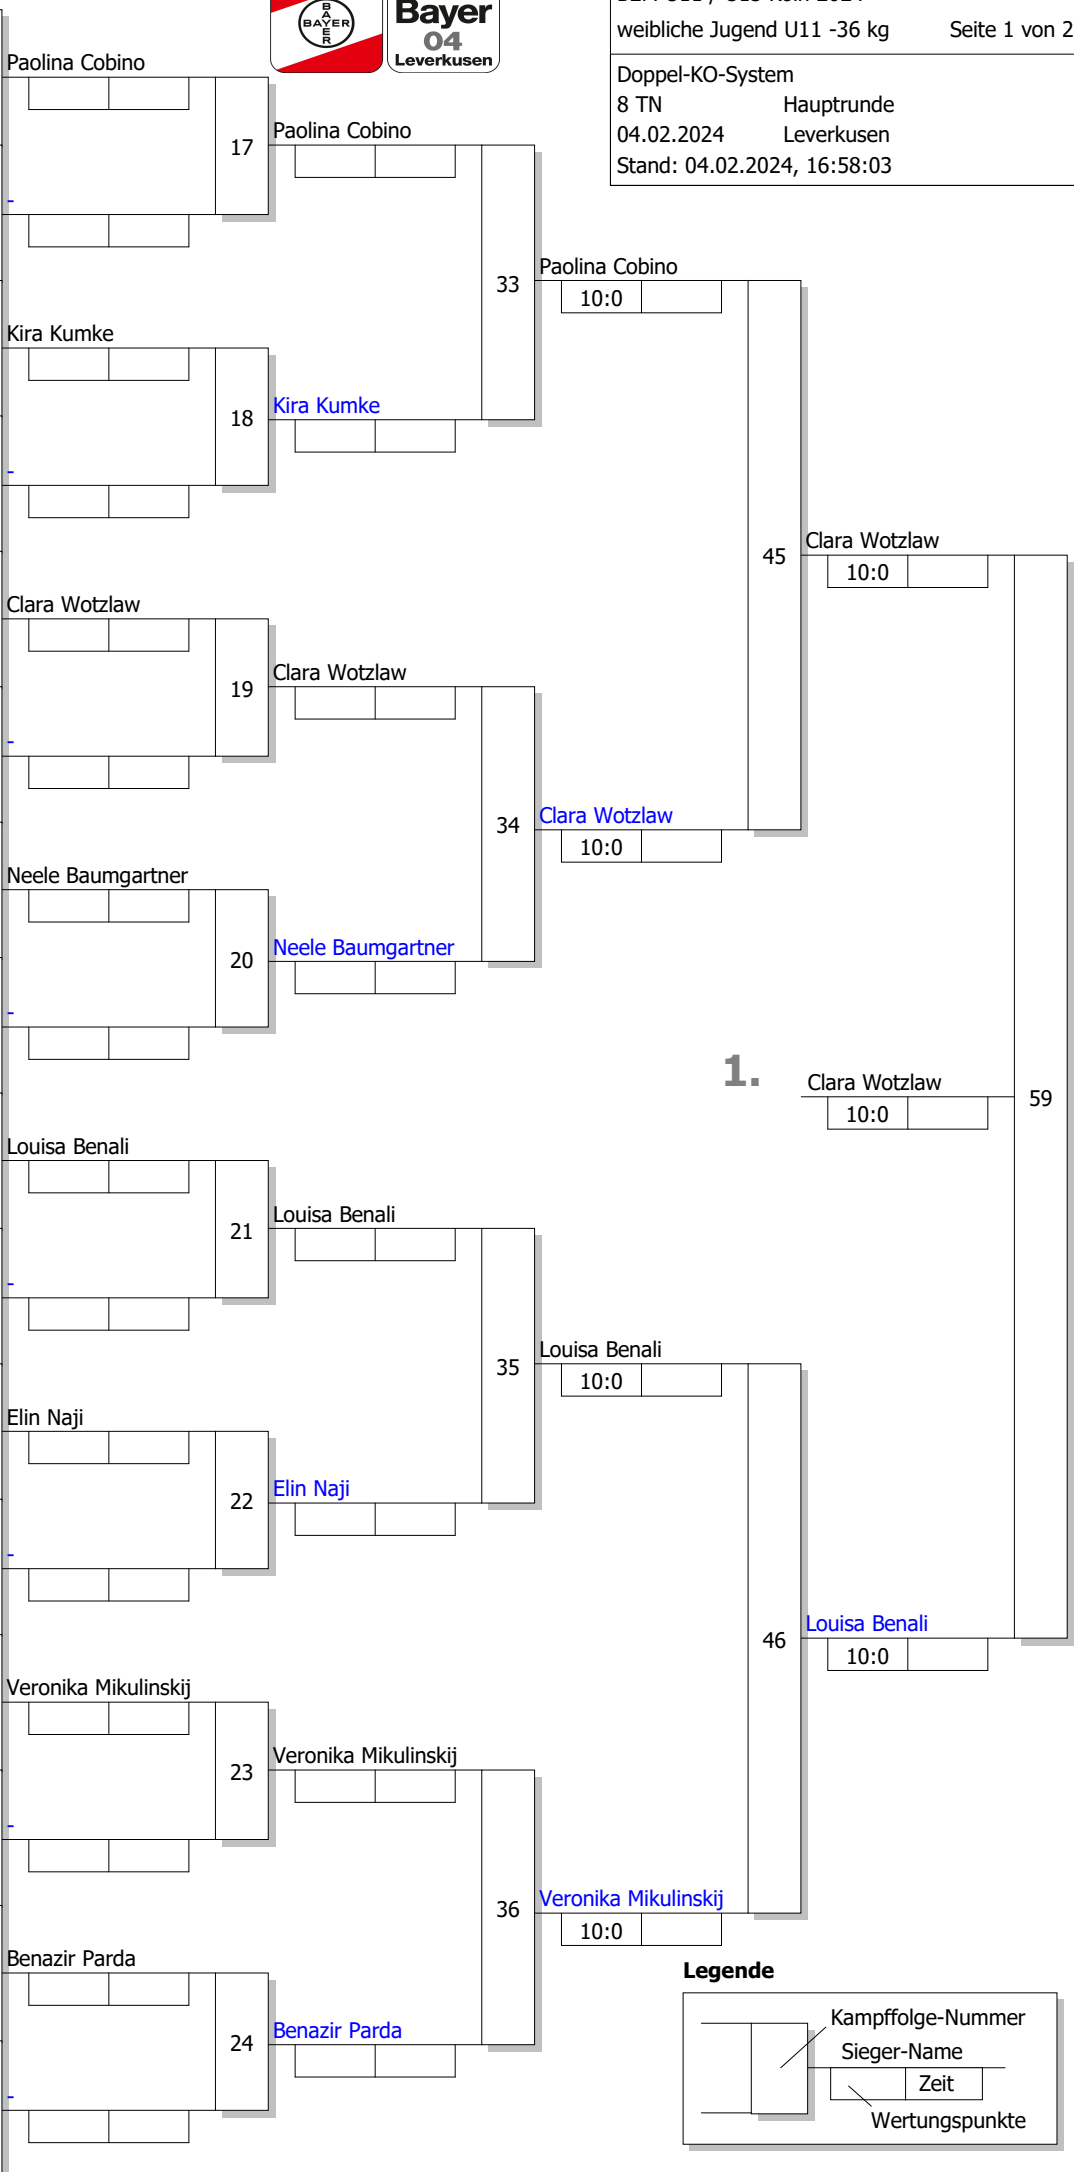 BAYER
BAYER
Bayer
04
Leverkusen
weibliche Jugend U11 -36 kg Seite 1 von 2
Doppel-KO-System
8 TN Hauptrunde
04.02.2024 Leverkusen
Stand: 04.02.2024, 16:58:03
Paolina Cobino
17
Paolina Cobino
-
33
Paolina Cobino
10:0
Kira Kumke
18
Kira Kumke
-
45
Clara Wotzlaw
10:0
Clara Wotzlaw
19
Clara Wotzlaw
-
34
Clara Wotzlaw
10:0
Neele Baumgartner
20
Neele Baumgartner
-
1.
Clara Wotzlaw
10:0
59
Louisa Benali
21
Louisa Benali
-
35
Louisa Benali
10:0
Elin Naji
22
Elin Naji
-
46
Louisa Benali
10:0
Veronika Mikulinskij
23
Veronika Mikulinskij
-
36
Veronika Mikulinskij
10:0
Benazir Parda
24
Benazir Parda
-
Legende
Kampffolge-Nummer
Sieger-Name
Zeit
Wertungspunkte